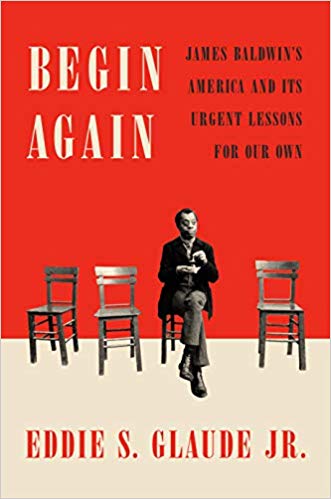 BEGIN
AGAIN
JAMES BALDWIN'S
AMERICA AND ITS
URGENT LESSONS
FOR OUR OWN
EDDIE S. GLAUDE JR.